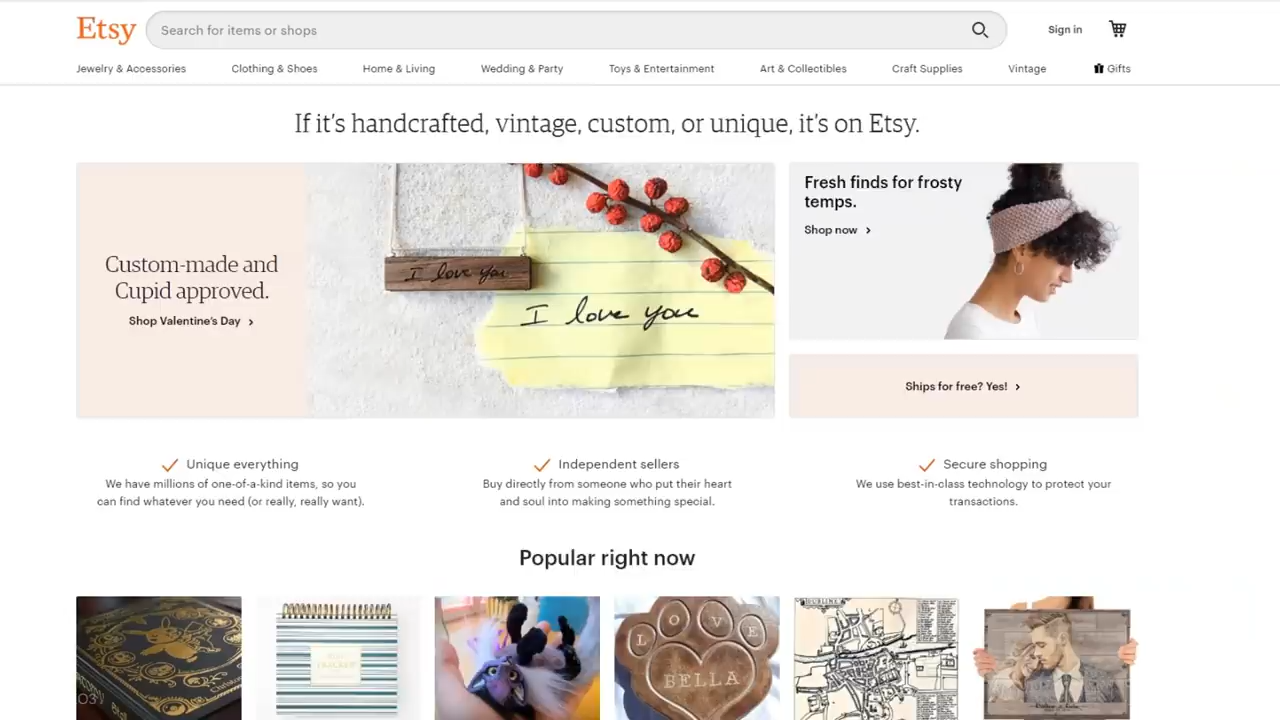 Etsy
Search for items or shops
Sign in
Jewelry & Accessories
Clothing & Shoes
Home & Living
Wedding & Party
Toys & Entertainment
Art & Collectibles
Craft Supplies
Vintage
Gifts
If it's handcrafted, vintage, custom, or unique, it's on Etsy.
Custom-made and
Cupid approved.
Shop Valentine's Day
I love you
I love you
Fresh finds for frosty
temps.
Shop now
Ships for free? Yes!
Unique everything
We have millions of one-of-a-kind items, so you
can find whatever you need (or really, really want).
Independent sellers
Buy directly from someone who put their heart
and soul into making something special.
Secure shopping
We use best-in-class technology to protect your
transactions.
Popular right now
LOVE
BELLA